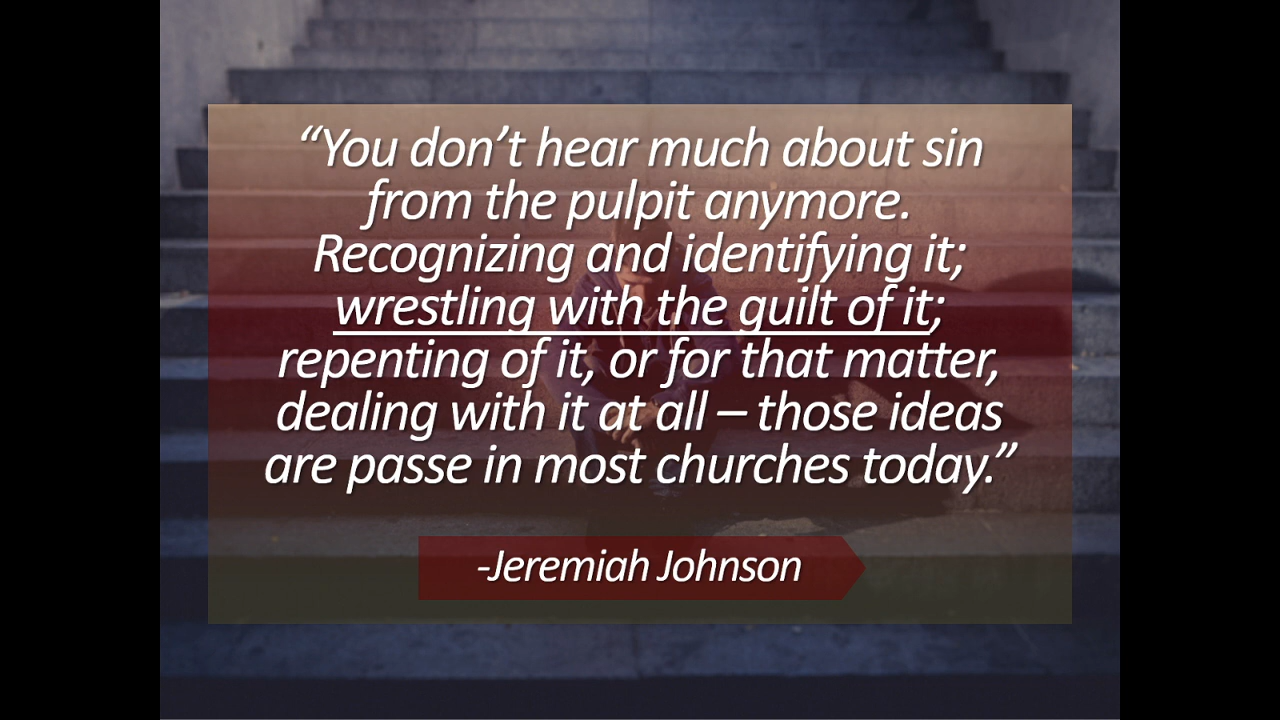 “You don’t hear much about sin
from the pulpit anymore.
Recognizing and identifying it;
wrestling with the guilt of it;
repenting of it, or for that matter,
dealing with it at all – those ideas
are passe in most churches today.”
-Jeremiah Johnson